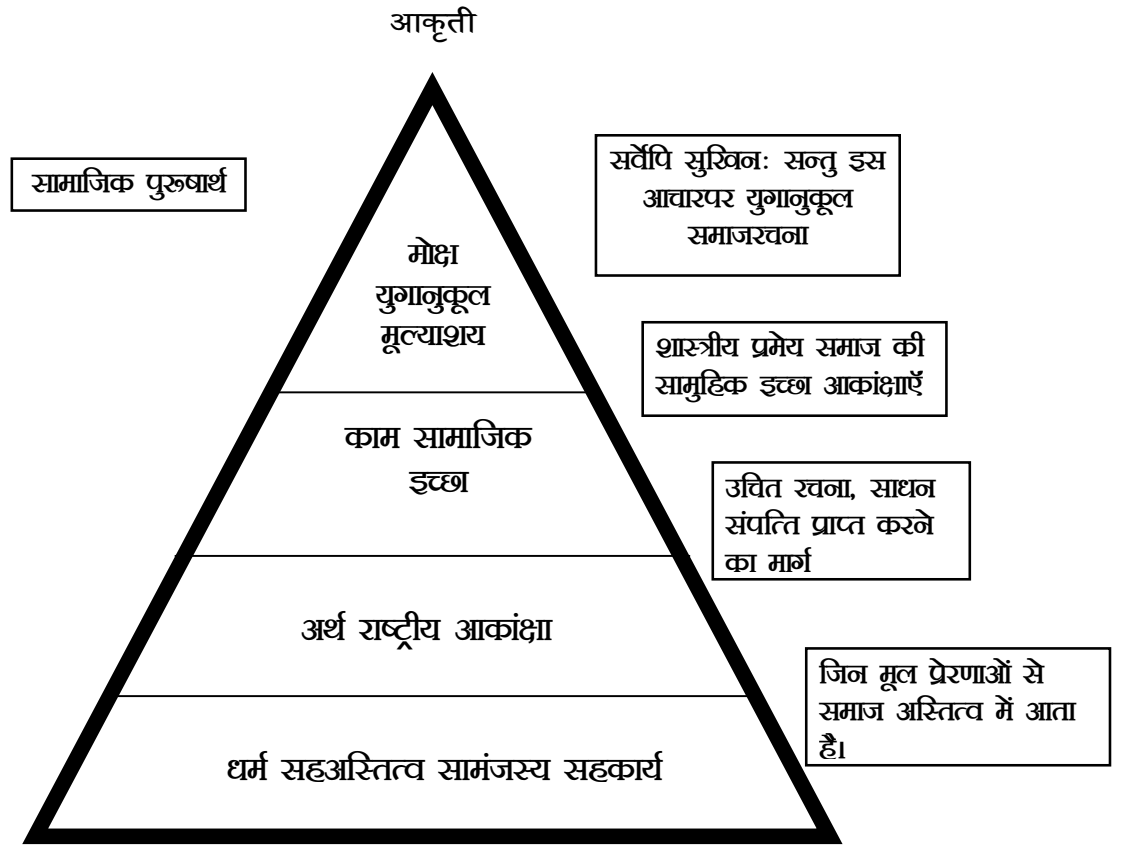 आकृती
सामाजिक पुरूषार्थ
सर्वेपि सुखिनः सन्तु इस
आचारपर युगानुकूल
समाजरचना
मोक्ष
युगानुकूल
मूल्याशय
शास्त्रीय प्रमेय समाज की
सामुहिक इच्छा आकांक्षाएँ
काम सामाजिक
इच्छा
उचित रचना, साधन
संपत्ति प्राप्त करने
का मार्ग
अर्थ राष्ट्रीय आकांक्षा
जिन मूल प्रेरणाओं से
समाज अस्तित्व में आता
है।
धर्म सहअस्तित्व सामंजस्य सहकार्य